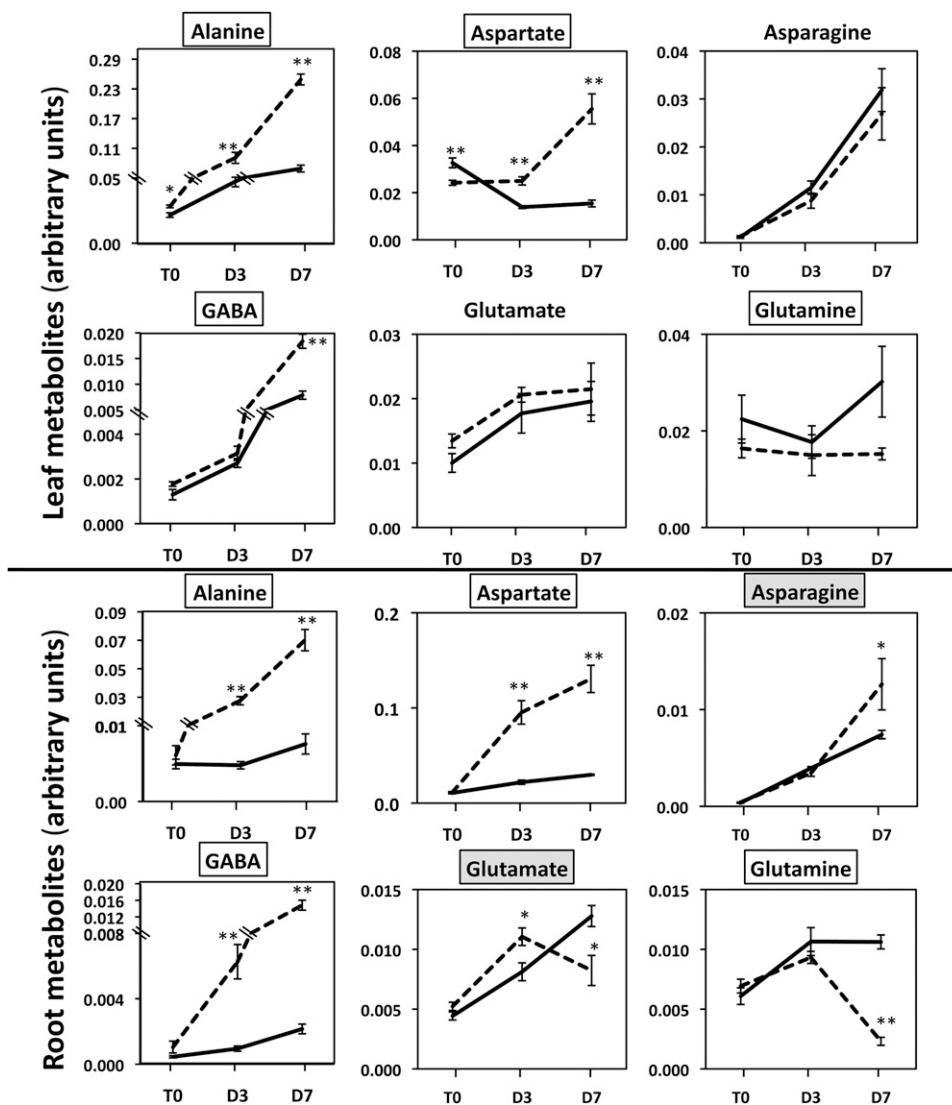 Leaf metabolites (arbitrary units)
Alanine
0.29
0.23
0.17
0.11
0.05
0.00
*
**
**
T0 D3 D7
Aspartate
0.08
0.06
0.04
0.02
0.00
**
**
**
T0 D3 D7
Asparagine
0.04
0.03
0.02
0.01
0.00
T0 D3 D7
GABA
0.020
0.015
0.010
0.005
0.004
0.002
0.000
**
T0 D3 D7
Glutamate
0.03
0.02
0.01
0.00
T0 D3 D7
Glutamine
0.04
0.02
0.00
T0 D3 D7
Root metabolites (arbitrary units)
Alanine
0.09
0.07
0.05
0.03
0.01
0.00
**
**
T0 D3 D7
Aspartate
0.2
0.1
0.0
**
**
T0 D3 D7
Asparagine
0.02
0.01
0.00
*
T0 D3 D7
GABA
0.020
0.016
0.012
0.008
0.004
0.000
**
**
T0 D3 D7
Glutamate
0.015
0.010
0.005
0.000
*
*
T0 D3 D7
Glutamine
0.015
0.010
0.005
0.000
**
T0 D3 D7